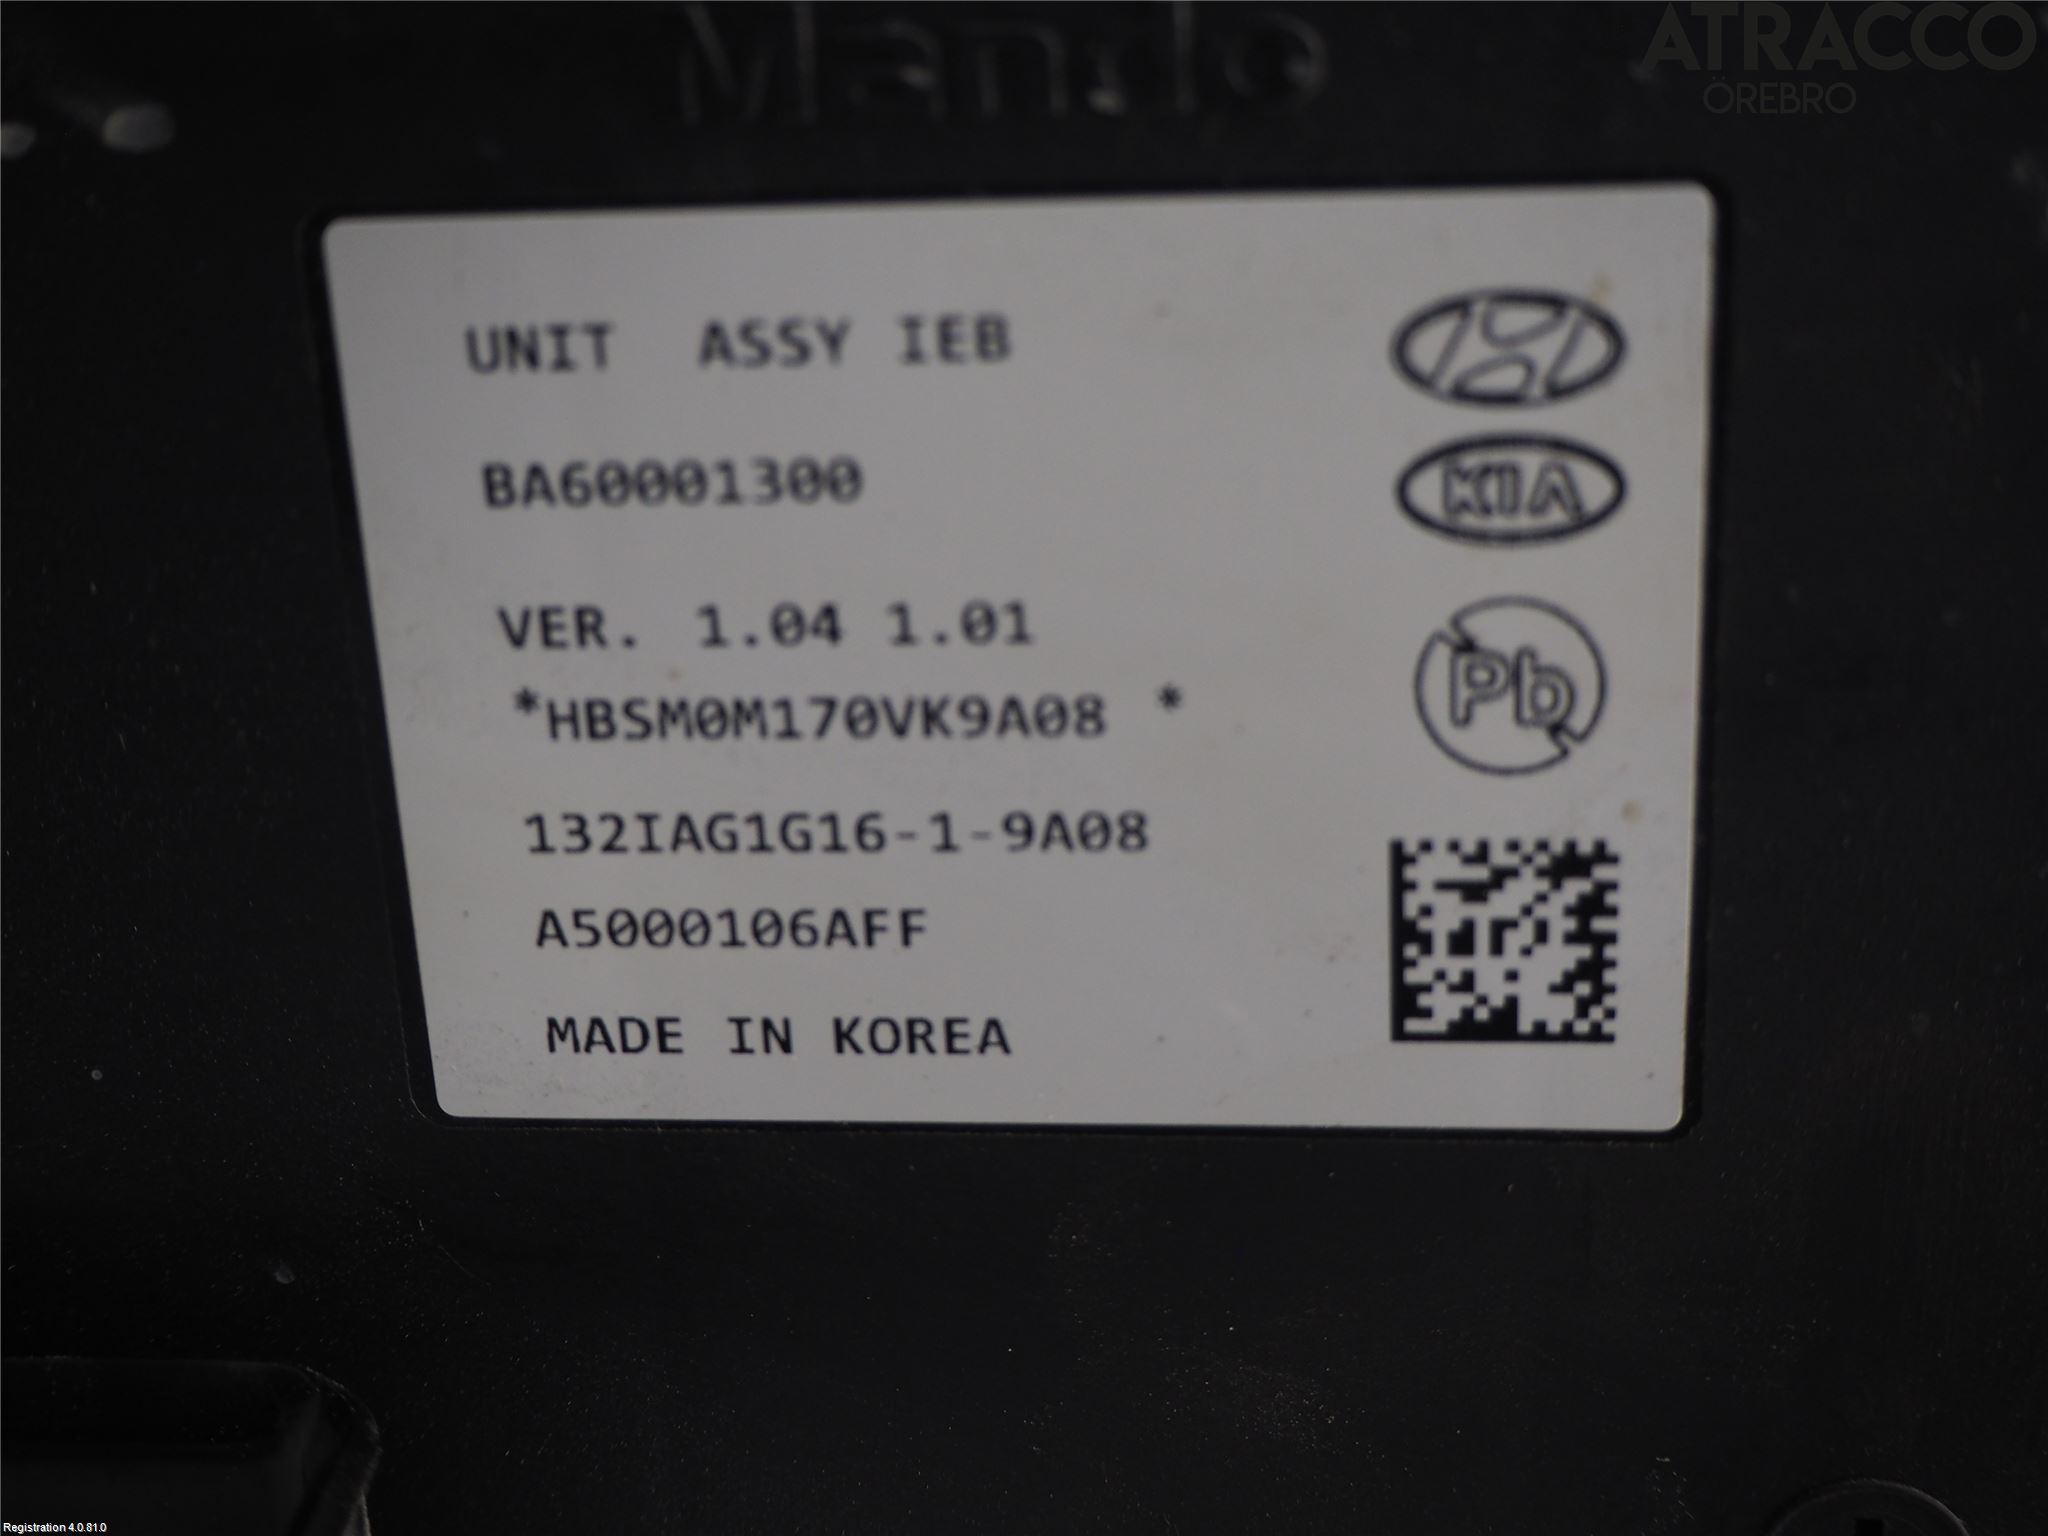 Mando
ATRACCO
ÖREBRO
UNIT ASSY IEB
BA60001300
VER. 1.04 1.01
*HBSM0M170VK9A08 *
132IAG1G16-1-9A08
A5000106AFF
MADE IN KOREA
KIA
Pb
Registration 4.0.81.0